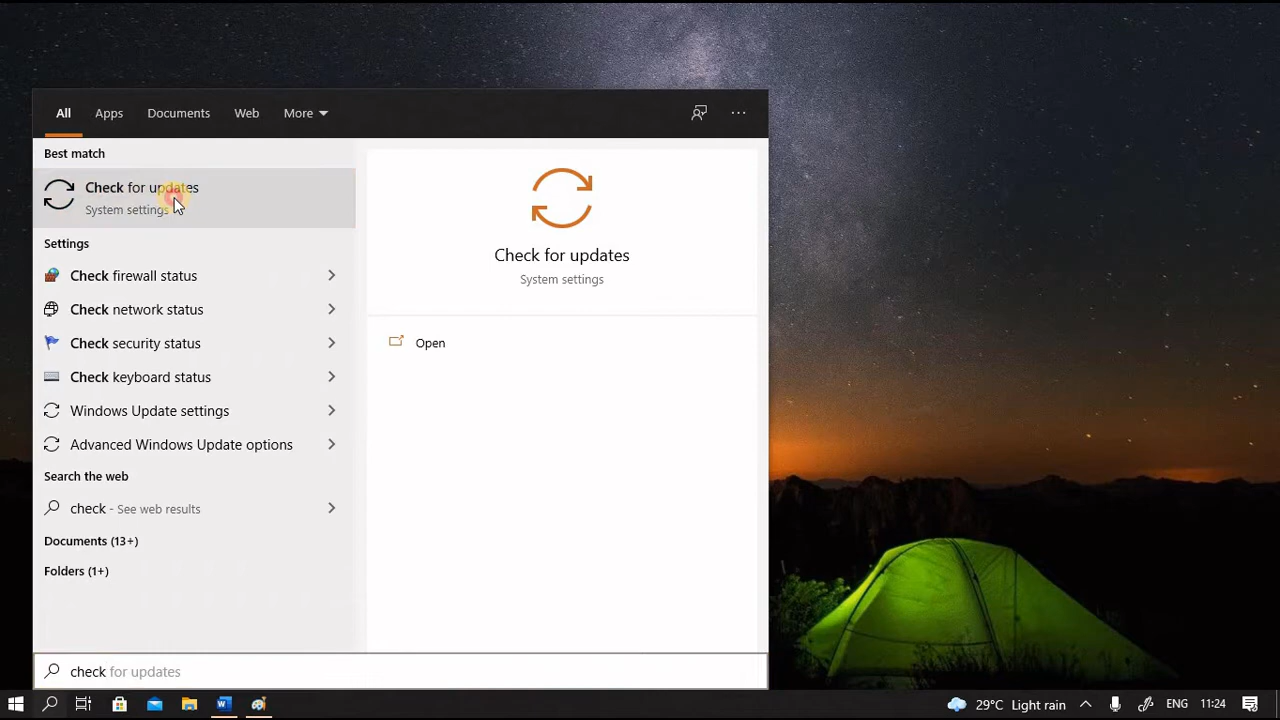 All Apps Documents Web More
Best match
Check for updates
System settings
Settings
Check firewall status
Check network status
Check security status
Check keyboard status
Windows Update settings
Advanced Windows Update options
Search the web
check - See web results
Documents (13+)
Folders (1+)
Check for updates
System settings
Open
check for updates
29°C Light rain ENG 11:24